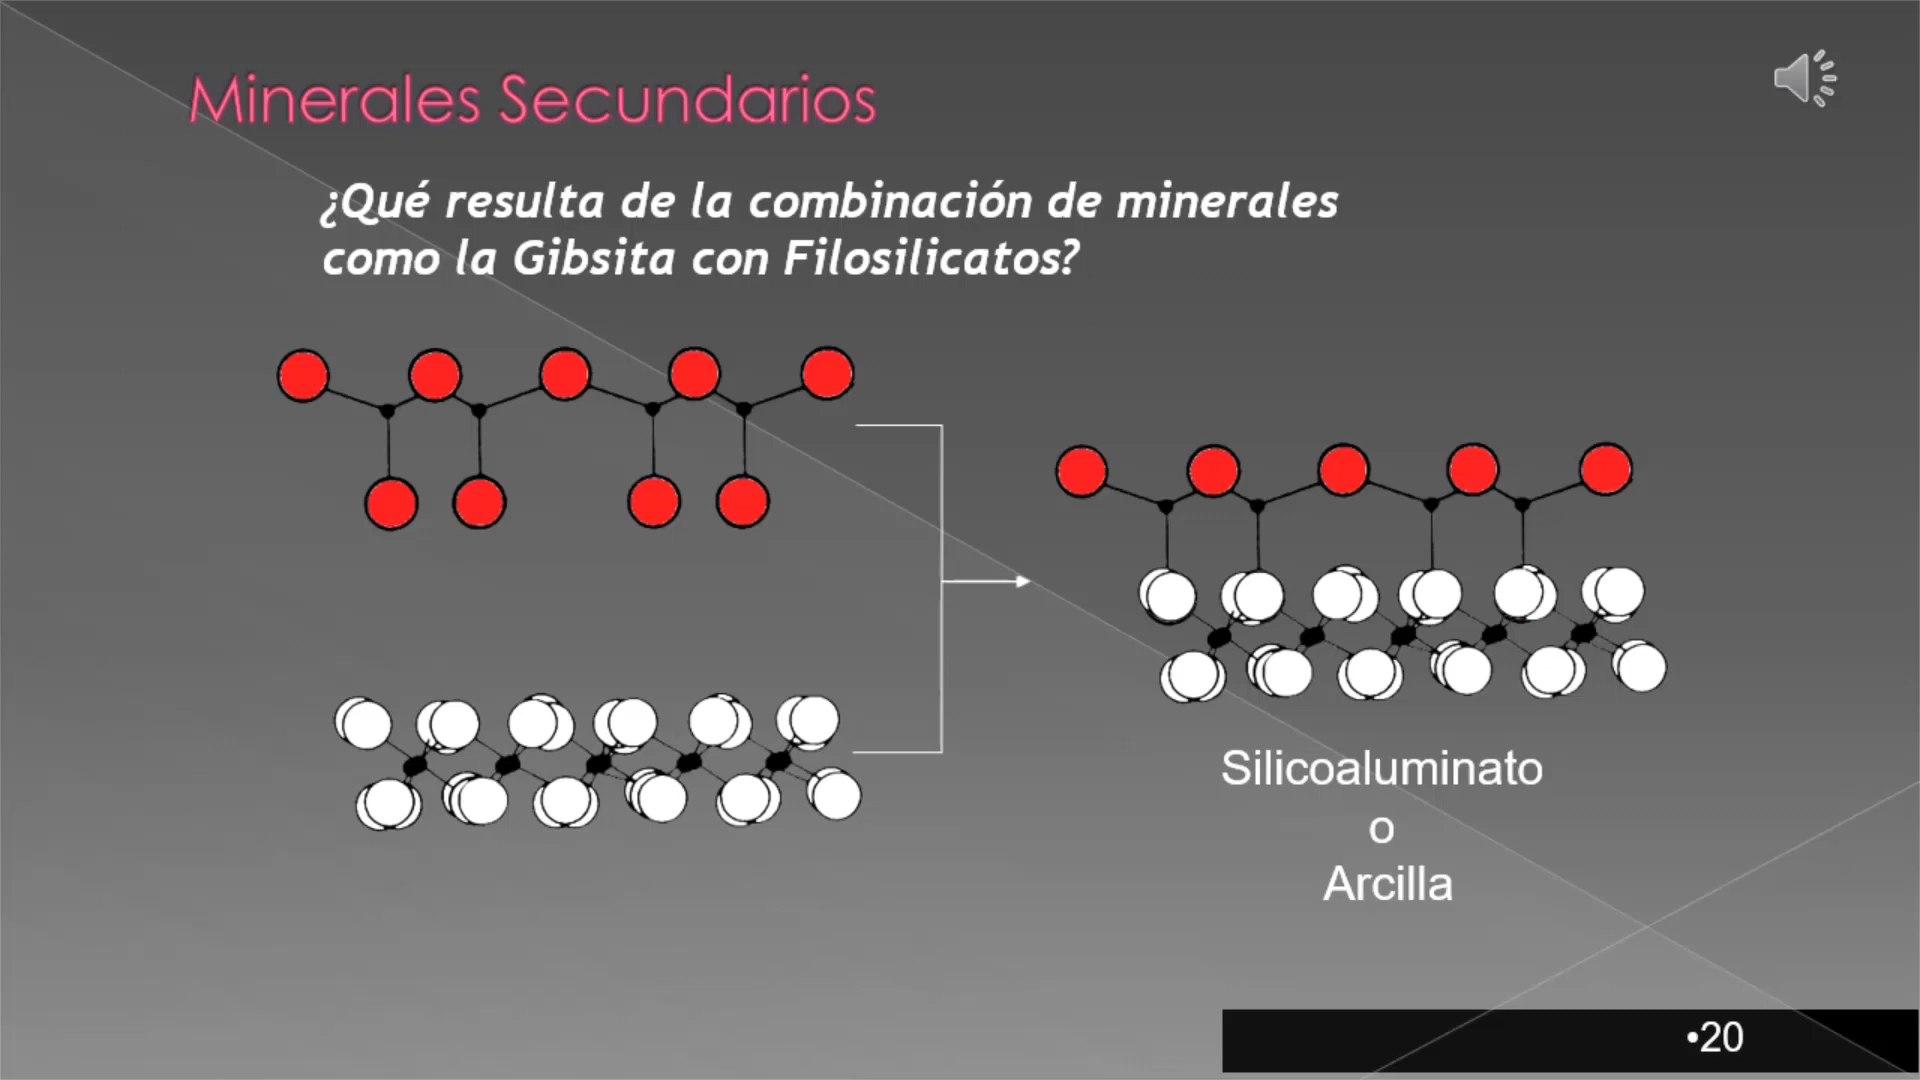 Minerales Secundarios
¿Qué resulta de la combinación de minerales
como la Gibsita con Filosilicatos?
Silicoaluminato
o
Arcilla
•20